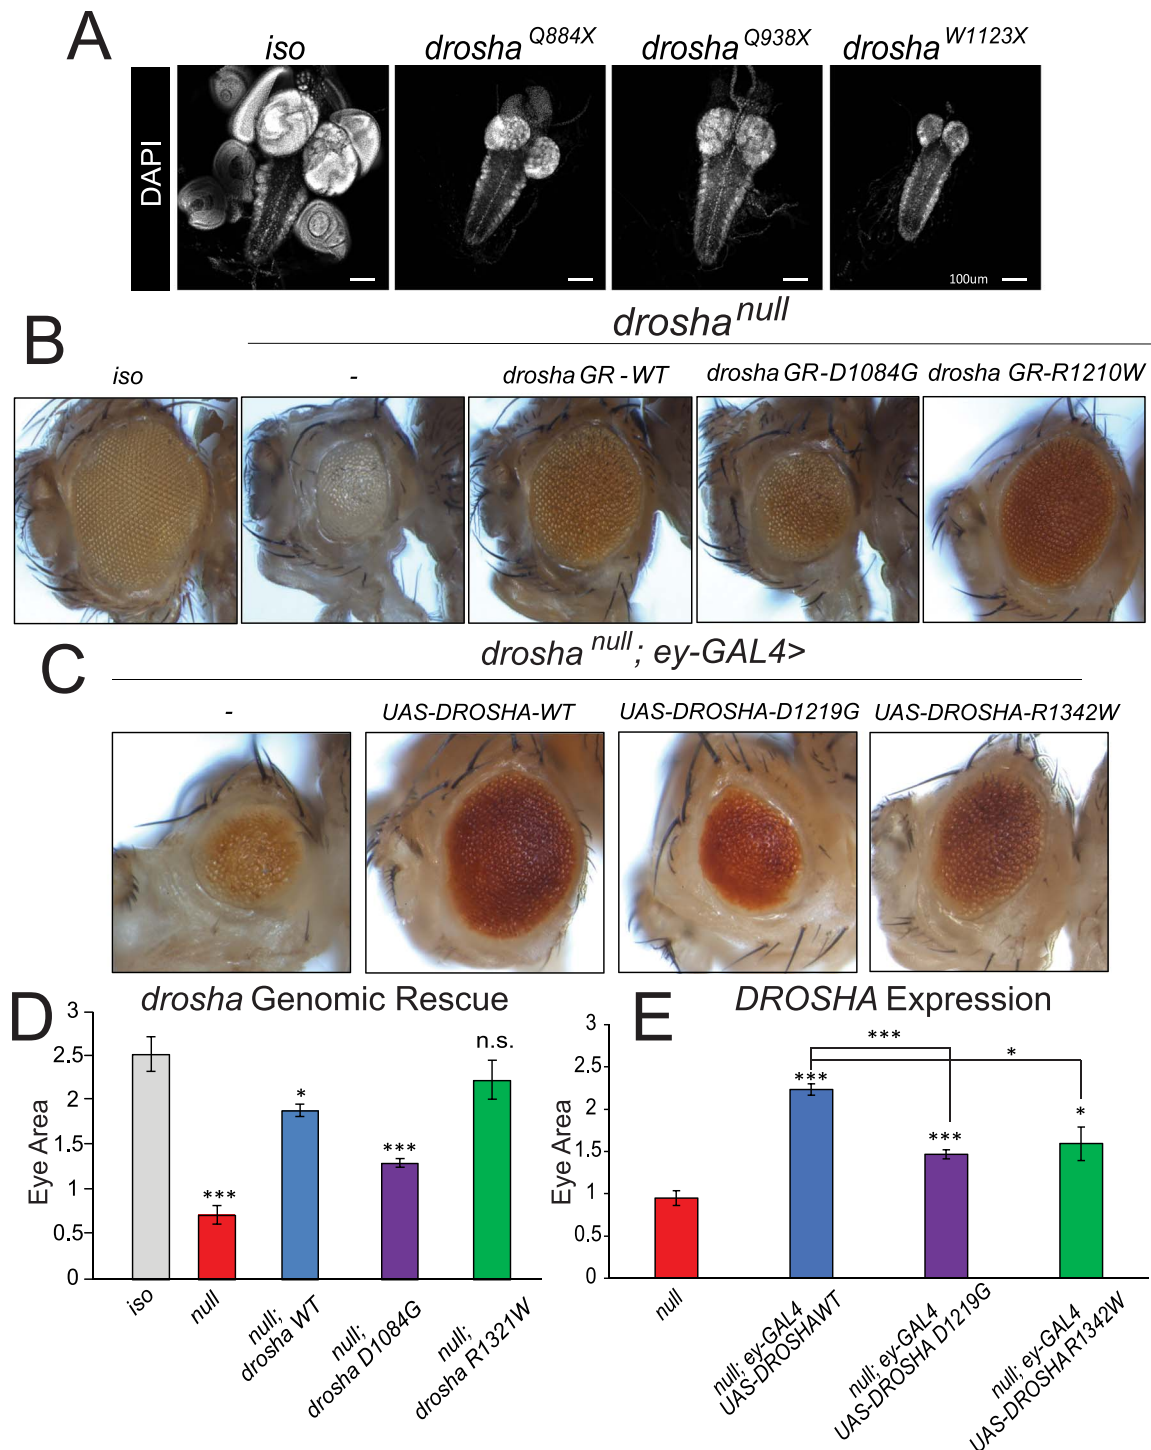 A
iso
drosha Q884X
drosha Q938X
drosha W1123X
DAPI
100um
drosha null
B
iso
-
drosha GR - WT
drosha GR-D1084G
drosha GR-R1210W
C
drosha null; ey-GAL4>
-
UAS-DROSHA-WT
UAS-DROSHA-D1219G
UAS-DROSHA-R1342W
D
drosha Genomic Rescue
Eye Area
3
2.5
2
1.5
1
0.5
0
***
*
***
n.s.
iso
null
null;
drosha WT
null;
drosha D1084G
null;
drosha R1321W
E
DROSHA Expression
Eye Area
3
2.5
2
1.5
1
0.5
0
***
*
***
***
*
null
null; ey-GAL4
UAS-DROSHAWT
null; ey-GAL4
UAS-DROSHA D1219G
null; ey-GAL4
UAS-DROSHA R1342W